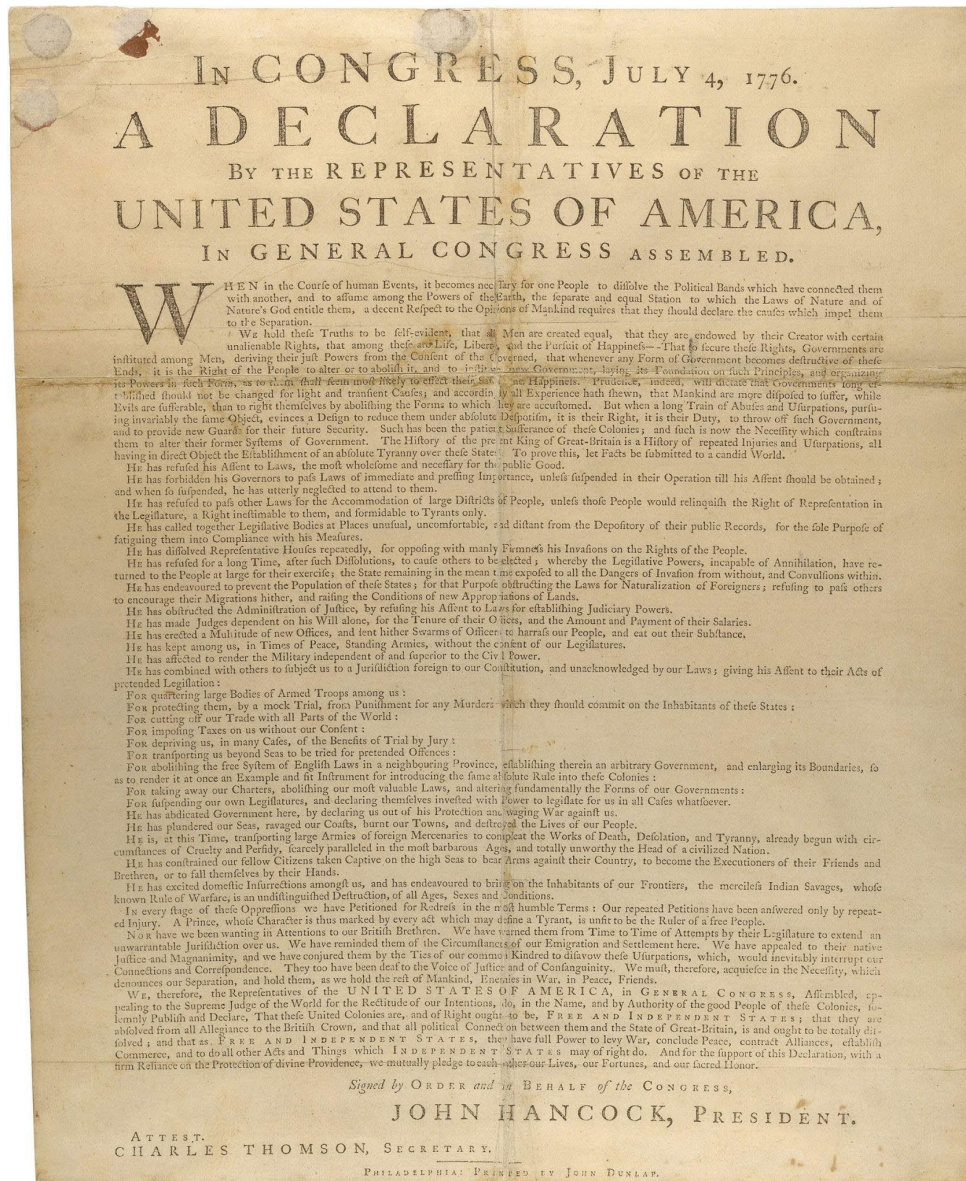 IN CONGRESS, JULY 4, 1776.
A DECLARATION
BY THE REPRESENTATIVES OF THE
UNITED STATES OF AMERICA,
IN GENERAL CONGRESS ASSEMBLED.
WHEN in the Courſe of human Events, it becomes neceſſary for one People to diſſolve the Political Bands which have connected them
with another, and to aſſume among the Powers of the Earth, the ſeparate and equal Station to which the Laws of Nature and of
Nature's God entitle them, a decent Reſpect to the Opinions of Mankind requires that they ſhould declare the cauſes which impel them
to the Separation.
WE hold theſe Truths to be ſelf-evident, that all Men are created equal, that they are endowed by their Creator with certain
unalienable Rights, that among theſe are Life, Liberty, and the Purſuit of Happineſs—-That to ſecure theſe Rights, Governments are
inſtituted among Men, deriving their juſt Powers from the Conſent of the Governed, that whenever any Form of Government becomes deſtructive of theſe
Ends, it is the Right of the People to alter or to aboliſh it, and to inſtitute new Government, laying its Foundation on ſuch Principles, and organizing
its Powers in ſuch Form, as to them ſhall ſeem moſt likely to effect their Safety and Happineſs. Prudence, indeed, will dictate that Governments long eſ-
tabliſhed ſhould not be changed for light and tranſient Cauſes; and accordingly all Experience hath ſhewn, that Mankind are more diſpoſed to ſuffer, while
Evils are ſufferable, than to right themſelves by aboliſhing the Forms to which they are accuſtomed. But when a long Train of Abuſes and Uſurpations, purſu-
ing invariably the ſame Object, evinces a Deſign to reduce them under abſolute Deſpotiſm, it is their Right, it is their Duty, to throw off ſuch Government,
and to provide new Guards for their future Security. Such has been the patient Sufferance of theſe Colonies; and ſuch is now the Neceſſity which conſtrains
them to alter their former Syſtems of Government. The Hiſtory of the preſent King of Great-Britain is a Hiſtory of repeated Injuries and Uſurpations, all
having in direct Object the Eſtabliſhment of an abſolute Tyranny over theſe States. To prove this, let Facts be ſubmitted to a candid World.
HE has refuſed his Aſſent to Laws, the moſt wholeſome and neceſſary for the public Good.
HE has forbidden his Governors to paſs Laws of immediate and preſſing Importance, unleſs ſuſpended in their Operation till his Aſſent ſhould be obtained;
and when ſo ſuſpended, he has utterly neglected to attend to them.
HE has refuſed to paſs other Laws for the Accommodation of large Diſtricts of People, unleſs thoſe People would relinquiſh the Right of Repreſentation in
the Legiſlature, a Right ineſtimable to them, and formidable to Tyrants only.
HE has called together Legiſlative Bodies at Places unuſual, uncomfortable, and diſtant from the Depoſitory of their public Records, for the ſole Purpoſe of
fatiguing them into Compliance with his Meaſures.
HE has diſſolved Repreſentative Houſes repeatedly, for oppoſing with manly Firmneſs his Invaſions on the Rights of the People.
HE has refuſed for a long Time, after ſuch Diſſolutions, to cauſe others to be elected; whereby the Legiſlative Powers, incapable of Annihilation, have re-
turned to the People at large for their exerciſe; the State remaining in the mean time expoſed to all the Dangers of Invaſion from without, and Convulſions within.
HE has endeavoured to prevent the Population of theſe States; for that Purpoſe obſtructing the Laws for Naturalization of Foreigners; refuſing to paſs others
to encourage their Migrations hither, and raiſing the Conditions of new Appropriations of Lands.
HE has obſtructed the Adminiſtration of Juſtice, by refuſing his Aſſent to Laws for eſtabliſhing Judiciary Powers.
HE has made Judges dependent on his Will alone, for the Tenure of their Offices, and the Amount and Payment of their Salaries.
HE has erected a Multitude of new Offices, and ſent hither Swarms of Officers to harraſs our People, and eat out their Subſtance.
HE has kept among us, in Times of Peace, Standing Armies, without the conſent of our Legiſlatures.
HE has affected to render the Military independent of and ſuperior to the Civil Power.
HE has combined with others to ſubject us to a Juriſdiction foreign to our Conſtitution, and unacknowledged by our Laws; giving his Aſſent to their Acts of
pretended Legiſlation:
FOR quartering large Bodies of Armed Troops among us:
FOR protecting them, by a mock Trial, from Puniſhment for any Murders which they ſhould commit on the Inhabitants of theſe States:
FOR cutting off our Trade with all Parts of the World:
FOR impoſing Taxes on us without our Conſent:
FOR depriving us, in many Caſes, of the Benefits of Trial by Jury:
FOR tranſporting us beyond Seas to be tried for pretended Offences:
FOR aboliſhing the free Syſtem of Engliſh Laws in a neighbouring Province, eſtabliſhing therein an arbitrary Government, and enlarging its Boundaries, ſo
as to render it at once an Example and fit Inſtrument for introducing the ſame abſolute Rule into theſe Colonies:
FOR taking away our Charters, aboliſhing our moſt valuable Laws, and altering fundamentally the Forms of our Governments:
FOR ſuſpending our own Legiſlatures, and declaring themſelves inveſted with Power to legiſlate for us in all Caſes whatſoever.
HE has abdicated Government here, by declaring us out of his Protection and waging War againſt us.
HE has plundered our Seas, ravaged our Coaſts, burnt our Towns, and deſtroyed the Lives of our People.
HE is, at this Time, tranſporting large Armies of foreign Mercenaries to compleat the Works of Death, Deſolation, and Tyranny, already begun with cir-
cumſtances of Cruelty and Perfidy, ſcarcely paralleled in the moſt barbarous Ages, and totally unworthy the Head of a civilized Nation.
HE has conſtrained our fellow Citizens taken Captive on the high Seas to bear Arms againſt their Country, to become the Executioners of their Friends and
Brethren, or to fall themſelves by their Hands.
HE has excited domeſtic Inſurrections amongſt us, and has endeavoured to bring on the Inhabitants of our Frontiers, the mercileſs Indian Savages, whoſe
known Rule of Warfare, is an undiſtinguiſhed Deſtruction, of all Ages, Sexes and Conditions.
IN every ſtage of theſe Oppreſſions we have Petitioned for Redreſs in the moſt humble Terms: Our repeated Petitions have been anſwered only by repeat-
ed Injury. A Prince, whoſe Character is thus marked by every act which may define a Tyrant, is unfit to be the Ruler of a free People.
NOR have we been wanting in Attentions to our Britiſh Brethren. We have warned them from Time to Time of Attempts by their Legiſlature to extend an
unwarrantable Juriſdiction over us. We have reminded them of the Circumſtances of our Emigration and Settlement here. We have appealed to their native
Juſtice and Magnanimity, and we have conjured them by the Ties of our common Kindred to diſavow theſe Uſurpations, which, would inevitably interrupt our
Connections and Correſpondence. They too have been deaf to the Voice of Juſtice and of Conſanguinity. We muſt, therefore, acquieſce in the Neceſſity, which
denounces our Separation, and hold them, as we hold the reſt of Mankind, Enemies in War, in Peace, Friends.
WE, therefore, the Repreſentatives of the UNITED STATES OF AMERICA, in GENERAL CONGRESS, Aſſembled, ap-
pealing to the Supreme Judge of the World for the Rectitude of our Intentions, do, in the Name, and by Authority of the good People of theſe Colonies, ſo-
lemnly Publiſh and Declare, That theſe United Colonies are, and of Right ought to be, FREE AND INDEPENDENT STATES; that they are
abſolved from all Allegiance to the Britiſh Crown, and that all political Connection between them and the State of Great-Britain, is and ought to be totally diſ-
ſolved; and that as FREE AND INDEPENDENT STATES, they have full Power to levy War, conclude Peace, contract Alliances, eſtabliſh
Commerce, and to do all other Acts and Things which INDEPENDENT STATES may of right do. And for the ſupport of this Declaration, with a
firm Reliance on the Protection of divine Providence, we mutually pledge to each other our Lives, our Fortunes, and our ſacred Honor.
Signed by ORDER and in BEHALF of the CONGRESS,
JOHN HANCOCK, PRESIDENT.
ATTEST.
CHARLES THOMSON, SECRETARY.
PHILADELPHIA: PRINTED BY JOHN DUNLAP.